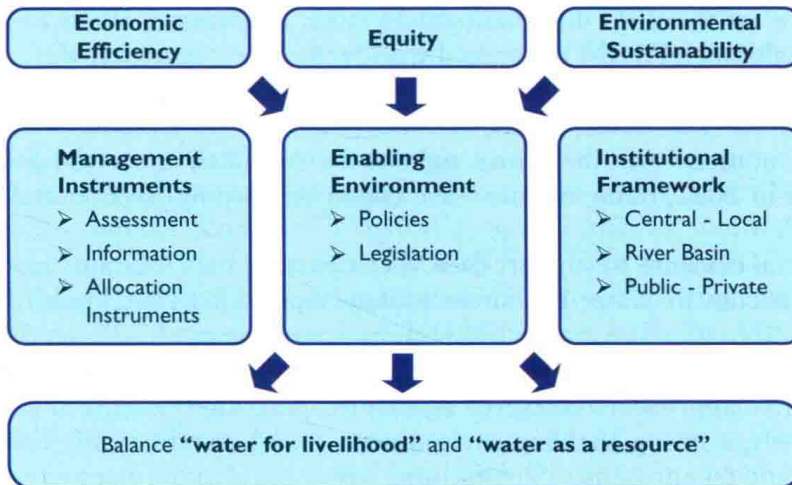 Economic
Efficiency
Equity
Environmental
Sustainability
Management
Instruments
➢ Assessment
➢ Information
➢ Allocation
Instruments
Enabling
Environment
➢ Policies
➢ Legislation
Institutional
Framework
➢ Central - Local
➢ River Basin
➢ Public - Private
Balance “water for livelihood” and “water as a resource”